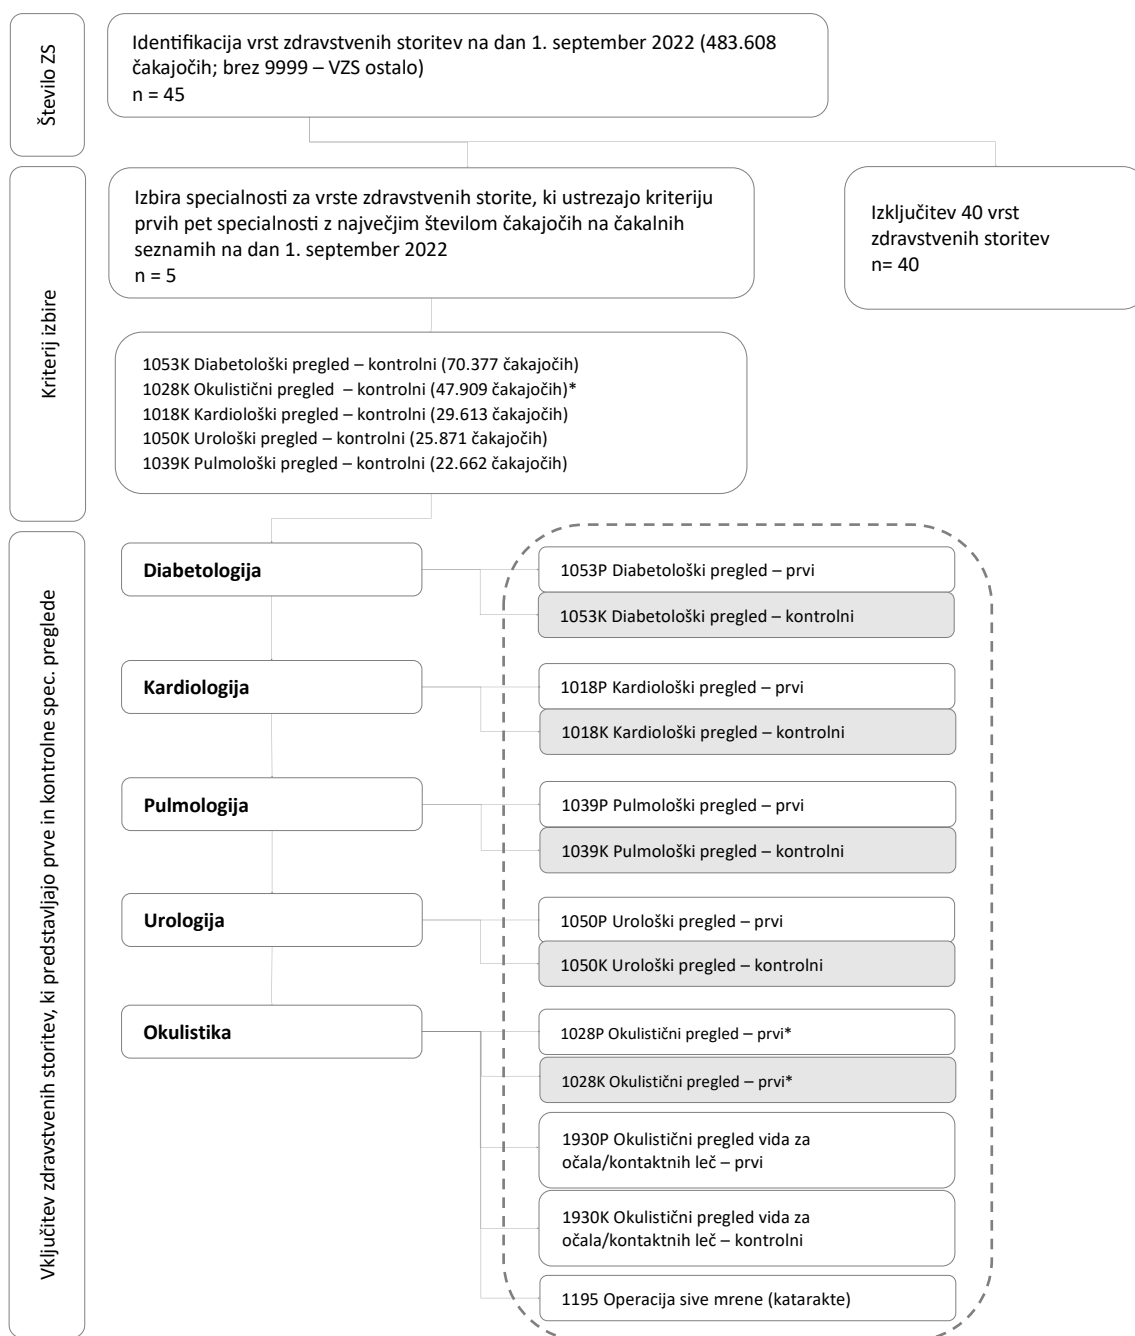 Število ZS
Identifikacija vrst zdravstvenih storitev na dan 1. september 2022 (483.608
čakajočih; brez 9999 – VZS ostalo)
n = 45
Kriterij izbire
Izbira specialnosti za vrste zdravstvenih storite, ki ustrezajo kriteriju
prvih pet specialnosti z največjim številom čakajočih na čakalnih
seznamih na dan 1. september 2022
n = 5
Izključitev 40 vrst
zdravstvenih storitev
n= 40
1053K Diabetološki pregled – kontrolni (70.377 čakajočih)
1028K Okulistični pregled – kontrolni (47.909 čakajočih)*
1018K Kardiološki pregled – kontrolni (29.613 čakajočih)
1050K Urološki pregled – kontrolni (25.871 čakajočih)
1039K Pulmološki pregled – kontrolni (22.662 čakajočih)
Vključitev zdravstvenih storitev, ki predstavljajo prve in kontrolne spec. preglede
Diabetologija
1053P Diabetološki pregled – prvi
1053K Diabetološki pregled – kontrolni
Kardiologija
1018P Kardiološki pregled – prvi
1018K Kardiološki pregled – kontrolni
Pulmologija
1039P Pulmološki pregled – prvi
1039K Pulmološki pregled – kontrolni
Urologija
1050P Urološki pregled – prvi
1050K Urološki pregled – kontrolni
Okulistika
1028P Okulistični pregled – prvi*
1028K Okulistični pregled – prvi*
1930P Okulistični pregled vida za
očala/kontaktnih leč – prvi
1930K Okulistični pregled vida za
očala/kontaktnih leč – kontrolni
1195 Operacija sive mrene (katarakte)